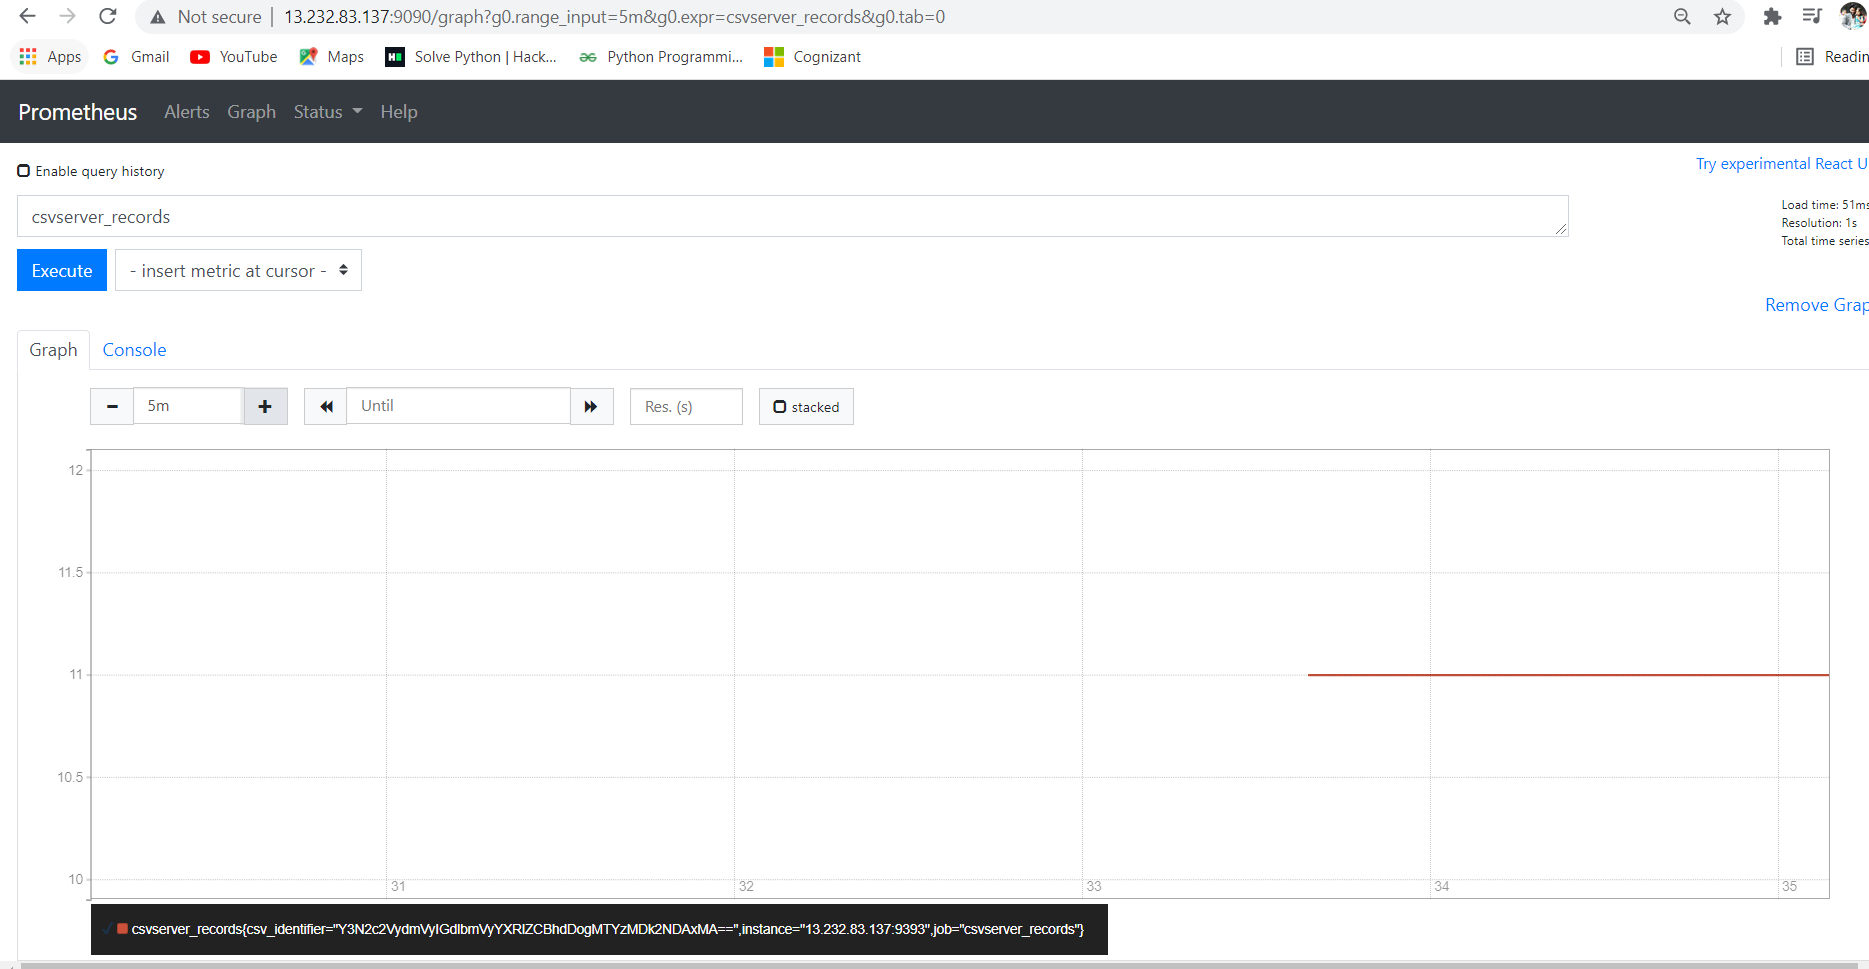 Not secure | 13.232.83.137:9090/graph?g0.range_input=5m&g0.expr=csvserver_records&g0.tab=0
Apps Gmail YouTube Maps Solve Python | Hack... Python Programmi... Cognizant Readin
Prometheus Alerts Graph Status Help
Enable query history
Try experimental React U
csvserver_records
Load time: 51ms
Resolution: 1s
Total time series
Execute - insert metric at cursor -
Remove Grap
Graph Console
5m Until Res. (s) stacked
12
11.5
11
10.5
10
31 32 33 34 35
csvserver_records{csv_identifier="Y3N2c2VydmVyIGdlbmVyYXRlZCBhdDogMTYzMDk2NDAxMA==",instance="13.232.83.137:9393",job="csvserver_records"}